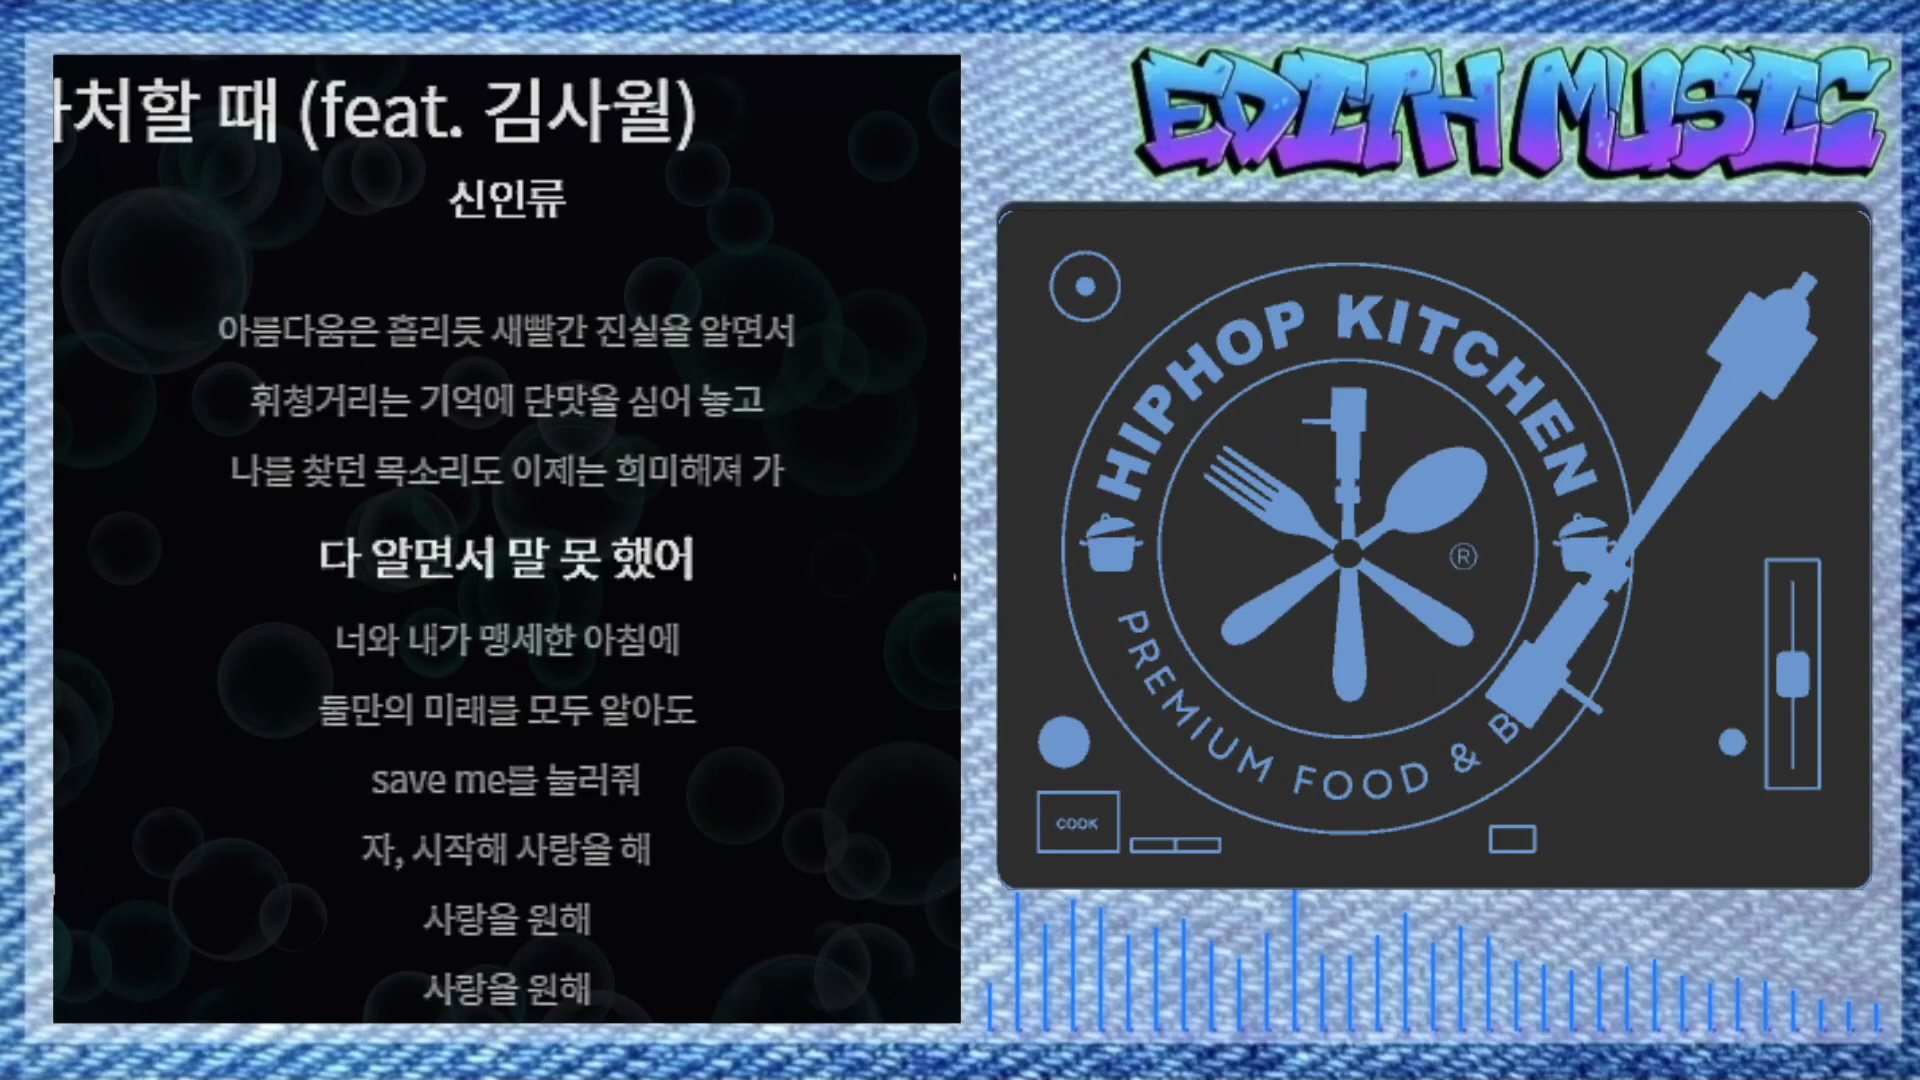 처할 때 (feat. 김사월)
신인류
아름다움은 흘리듯 새빨간 진실을 알면서
휘청거리는 기억에 단맛을 심어 놓고
나를 찾던 목소리도 이제는 희미해져 가
다 알면서 말 못 했어
너와 내가 맹세한 아침에
둘만의 미래를 모두 알아도
save me를 눌러줘
자, 시작해 사랑을 해
사랑을 원해
사랑을 원해
EDITH MUSIC
HIPHOP KITCHEN
®
PREMIUM FOOD & B
COOK